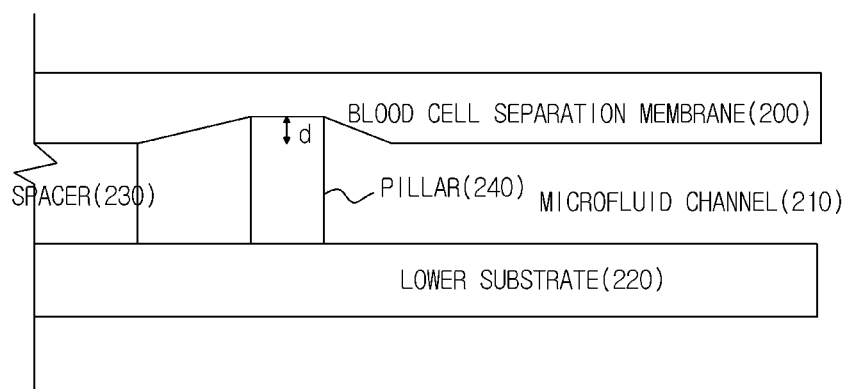 BLOOD CELL SEPARATION MEMBRANE(200)
d
SPACER(230)
PILLAR(240)
MICROFLUID CHANNEL(210)
LOWER SUBSTRATE(220)